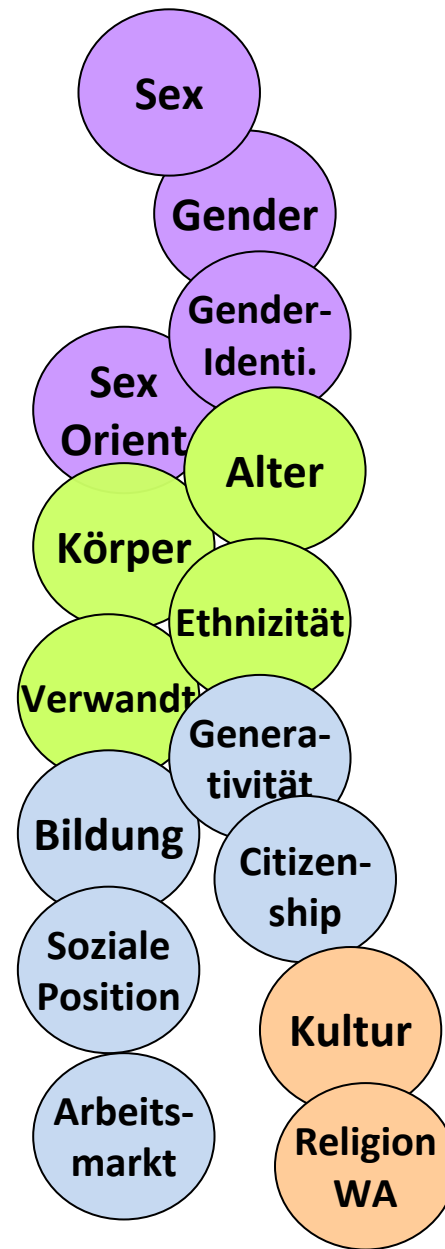 Sex
Gender
Gender-
Identi.
Sex
Orient
Alter
Körper
Ethnizität
Verwandt
Genera-
tivität
Bildung
Citizen-
ship
Soziale
Position
Kultur
Arbeits-
markt
Religion
WA